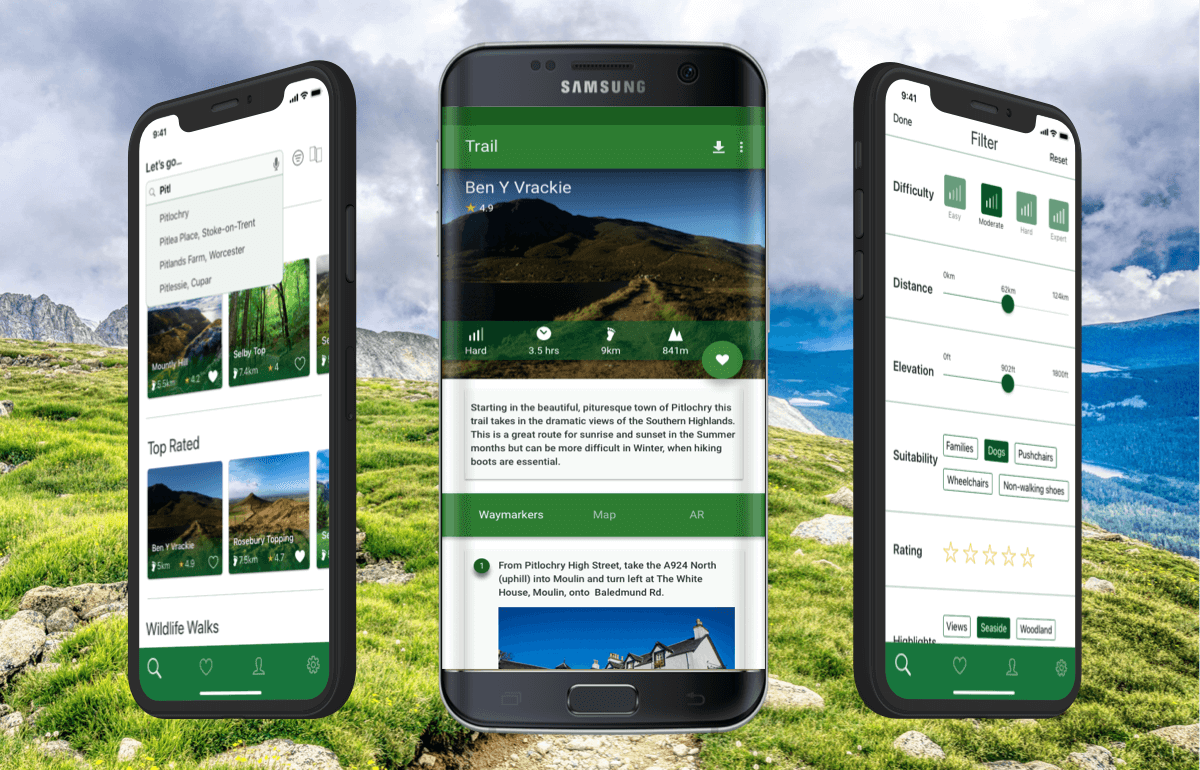 9:41
Let's go...
Pitl
Pitlochry
Pitlea Place, Stoke-on-Trent
Pitlands Farm, Worcester
Pitlessie, Cupar
Mountly Hill
5.5km 4.2
Selby Top
7.4km 4
Top Rated
Ben Y Vrackie
9km 4.9
Rosebury Topping
7.5km 4.7
Wildlife Walks
SAMSUNG
Trail
Ben Y Vrackie
4.9
Hard 3.5 hrs 9km 841m
Starting in the beautiful, pituresque town of Pitlochry this
trail takes in the dramatic views of the Southern Highlands.
This is a great route for sunrise and sunset in the Summer
months but can be more difficult in Winter, when hiking
boots are essential.
Waymarkers Map AR
1 From Pitlochry High Street, take the A924 North
(uphill) into Moulin and turn left at The White
House, Moulin, onto Baledmund Rd.
9:41
Done Filter Reset
Difficulty
Easy Moderate Hard Expert
Distance
0km 62km 124km
Elevation
0ft 902ft 1800ft
Suitability
Families Dogs Pushchairs
Wheelchairs Non-walking shoes
Rating
Views Seaside Woodland
Highlights